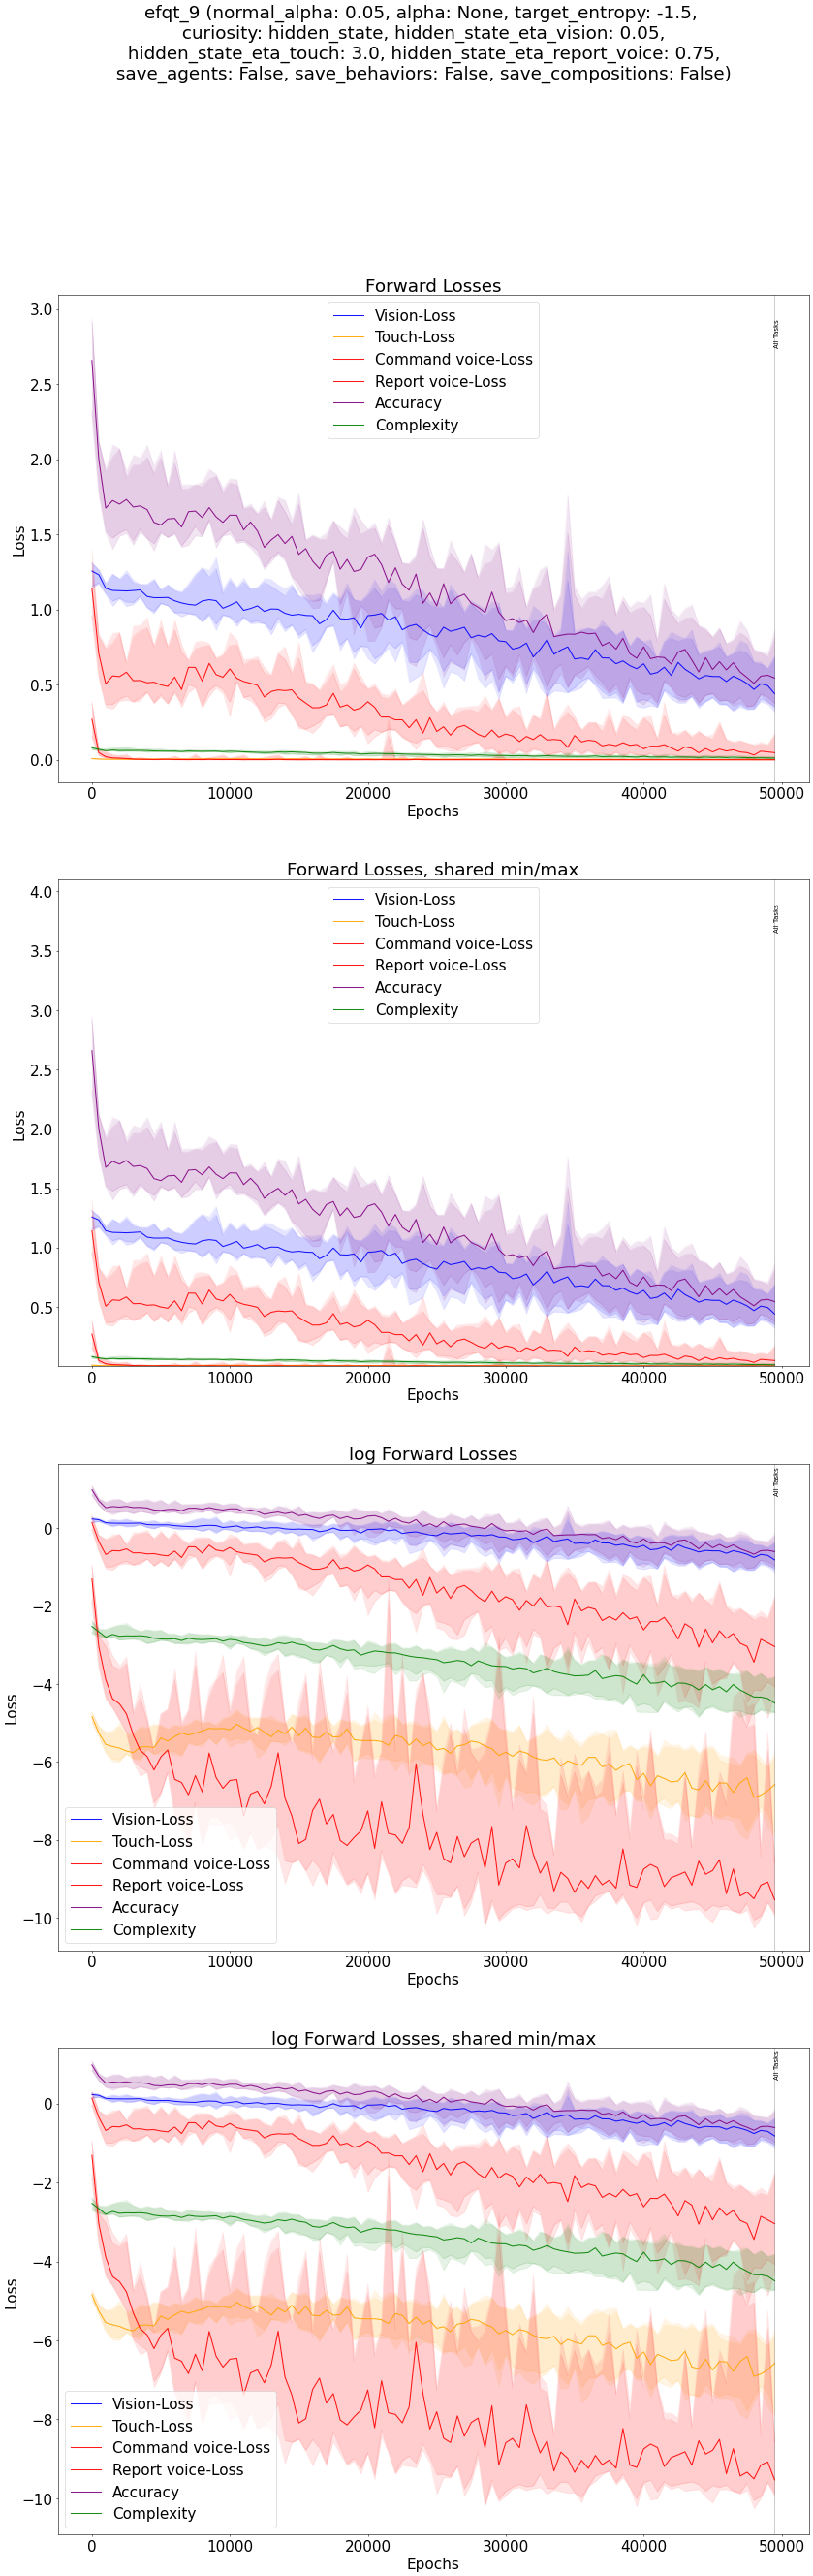 efqt_9 (normal_alpha: 0.05, alpha: None, target_entropy: -1.5,
curiosity: hidden_state, hidden_state_eta_vision: 0.05,
hidden_state_eta_touch: 3.0, hidden_state_eta_report_voice: 0.75,
save_agents: False, save_behaviors: False, save_compositions: False)
Forward Losses
Vision-Loss
Touch-Loss
Command voice-Loss
Report voice-Loss
Accuracy
Complexity
All Tasks
3.0
2.5
2.0
1.5
1.0
0.5
0.0
Loss
0 10000 20000 30000 40000 50000
Epochs
Forward Losses, shared min/max
Vision-Loss
Touch-Loss
Command voice-Loss
Report voice-Loss
Accuracy
Complexity
All Tasks
4.0
3.5
3.0
2.5
2.0
1.5
1.0
0.5
Loss
0 10000 20000 30000 40000 50000
Epochs
log Forward Losses
All Tasks
0
−2
−4
−6
−8
−10
Loss
Vision-Loss
Touch-Loss
Command voice-Loss
Report voice-Loss
Accuracy
Complexity
0 10000 20000 30000 40000 50000
Epochs
log Forward Losses, shared min/max
All Tasks
0
−2
−4
−6
−8
−10
Loss
Vision-Loss
Touch-Loss
Command voice-Loss
Report voice-Loss
Accuracy
Complexity
0 10000 20000 30000 40000 50000
Epochs